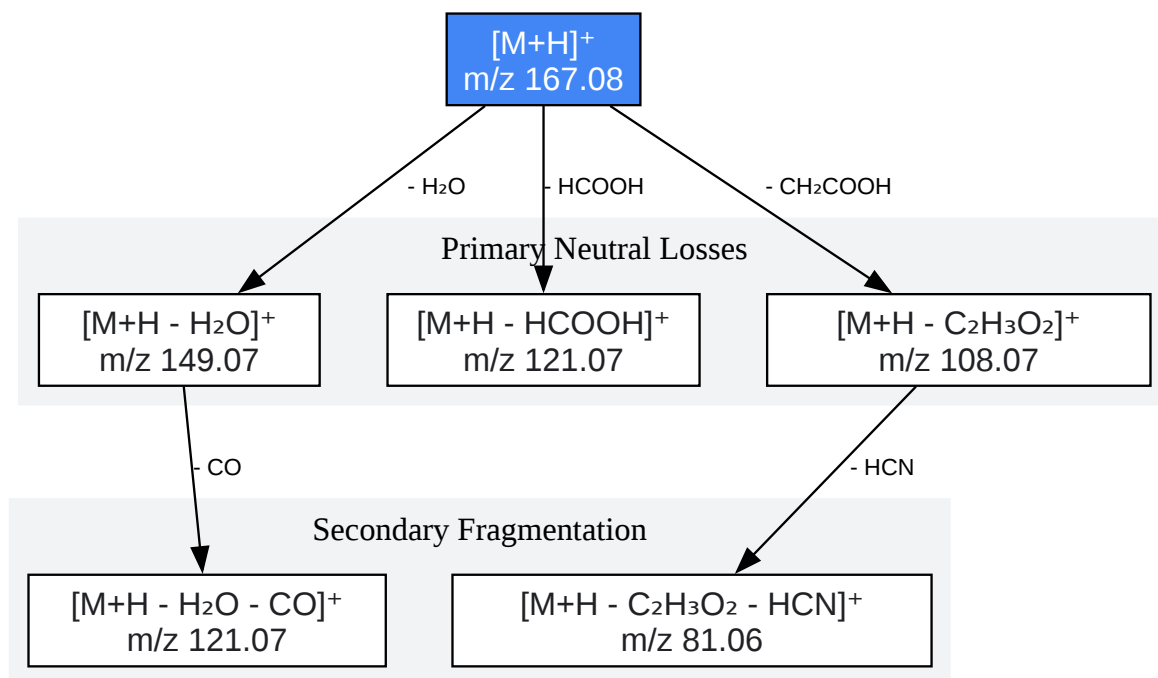 [M+H]⁺
m/z 167.08
- H₂O
- HCOOH
- CH₂COOH
Primary Neutral Losses
[M+H - H₂O]⁺
m/z 149.07
[M+H - HCOOH]⁺
m/z 121.07
[M+H - C₂H₃O₂]⁺
m/z 108.07
- CO
- HCN
Secondary Fragmentation
[M+H - H₂O - CO]⁺
m/z 121.07
[M+H - C₂H₃O₂ - HCN]⁺
m/z 81.06